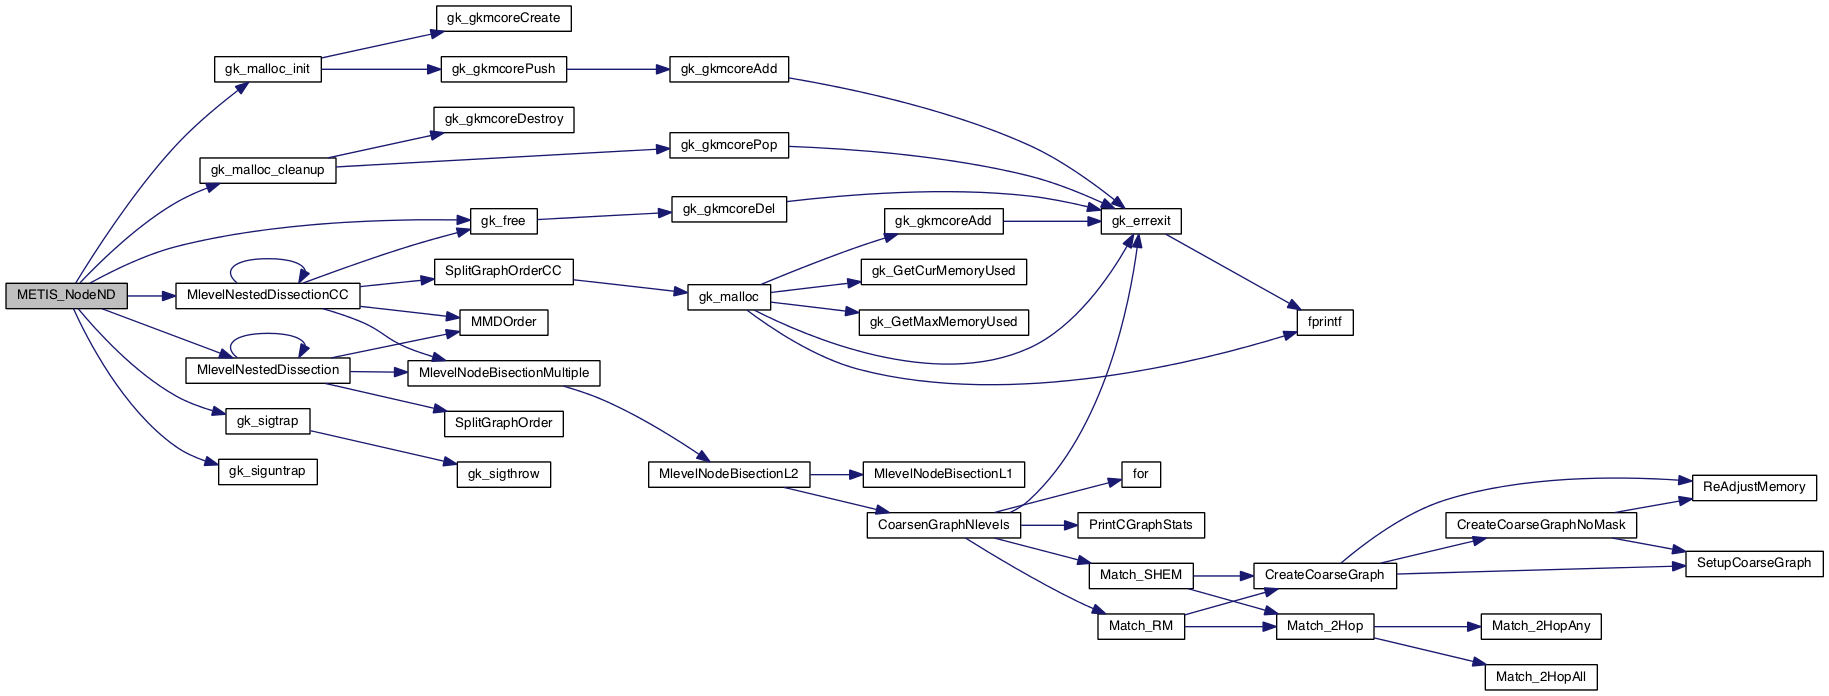 gk_gkmcoreCreate
gk_malloc_init
gk_gkmcorePush
gk_gkmcoreAdd
gk_gkmcoreDestroy
gk_malloc_cleanup
gk_gkmcorePop
gk_free
gk_gkmcoreDel
gk_gkmcoreAdd
gk_errexit
METIS_NodeND
MlevelNestedDissectionCC
SplitGraphOrderCC
gk_malloc
gk_GetCurMemoryUsed
gk_GetMaxMemoryUsed
fprintf
MMDOrder
MlevelNestedDissection
MlevelNodeBisectionMultiple
gk_sigtrap
SplitGraphOrder
gk_siguntrap
gk_sigthrow
MlevelNodeBisectionL2
MlevelNodeBisectionL1
for
ReAdjustMemory
CoarsenGraphNlevels
PrintCGraphStats
CreateCoarseGraphNoMask
Match_SHEM
CreateCoarseGraph
SetupCoarseGraph
Match_RM
Match_2Hop
Match_2HopAny
Match_2HopAll